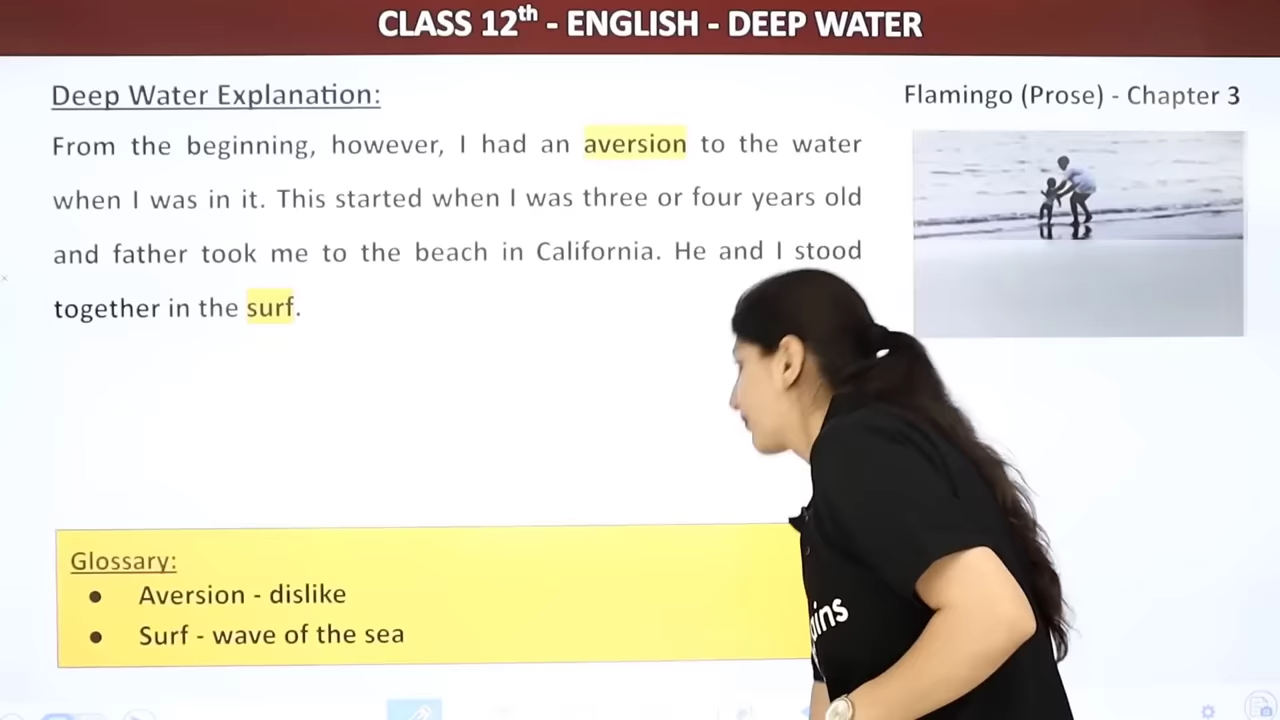 CLASS 12th - ENGLISH - DEEP WATER
Deep Water Explanation:
Flamingo (Prose) - Chapter 3
From the beginning, however, I had an aversion to the water
when I was in it. This started when I was three or four years old
and father took me to the beach in California. He and I stood
together in the surf.
Glossary:
● Aversion - dislike
● Surf - wave of the sea